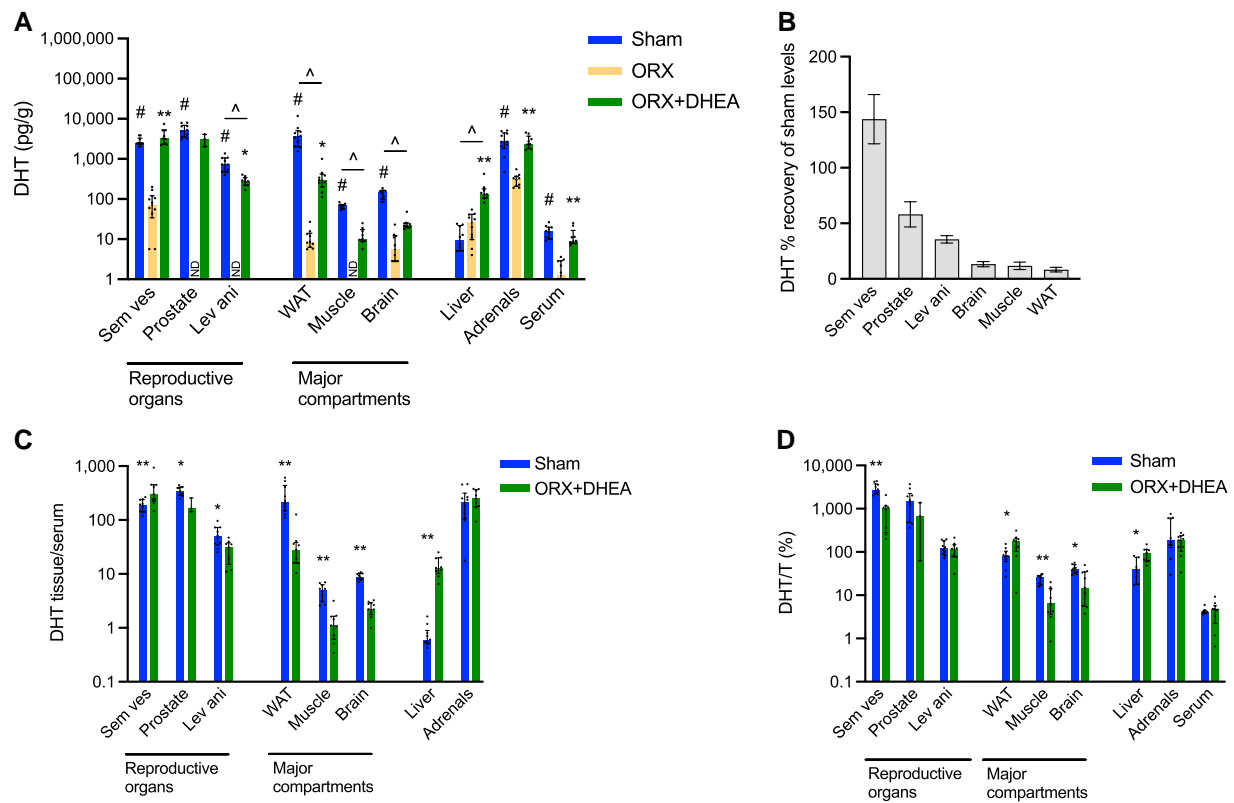 A
DHT (pg/g)
1,000,000
100,000
10,000
1,000
100
10
1
# ** # # ^ *
# ^ * # ^ # ^
^ ** # ** # **
ND
ND
ND
Sem ves
Prostate
Lev ani
WAT
Muscle
Brain
Liver
Adrenals
Serum
Reproductive
organs
Major
compartments
Sham
ORX
ORX+DHEA
B
DHT % recovery of sham levels
200
150
100
50
0
Sem ves
Prostate
Lev ani
Brain
Muscle
WAT
C
DHT tissue/serum
1,000
100
10
1
0.1
** * * ** ** ** **
Sem ves
Prostate
Lev ani
WAT
Muscle
Brain
Liver
Adrenals
Reproductive
organs
Major
compartments
Sham
ORX+DHEA
D
DHT/T (%)
10,000
1,000
100
10
1
0.1
** * ** * *
Sem ves
Prostate
Lev ani
WAT
Muscle
Brain
Liver
Adrenals
Serum
Reproductive
organs
Major
compartments
Sham
ORX+DHEA